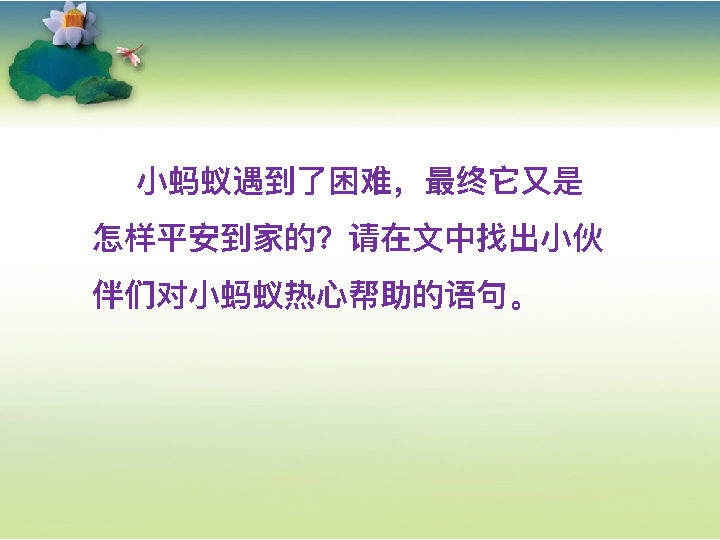 小蚂蚁遇到了困难，最终它又是
怎样平安到家的？请在文中找出小伙
伴们对小蚂蚁热心帮助的语句。